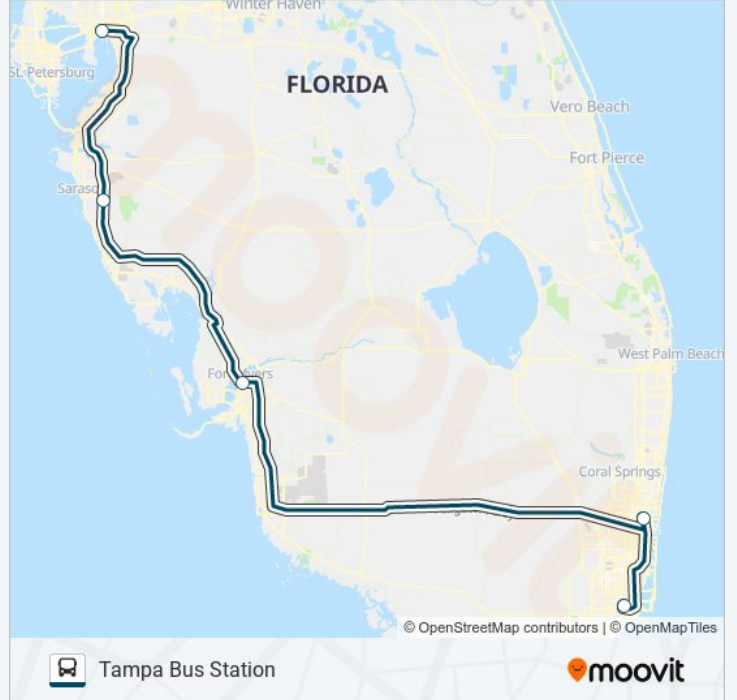 Winter Haven
St. Petersburg
FLORIDA
Vero Beach
Fort Pierce
West Palm Beach
Coral Springs
© OpenStreetMap contributors | © OpenMapTiles
Tampa Bus Station
moovit